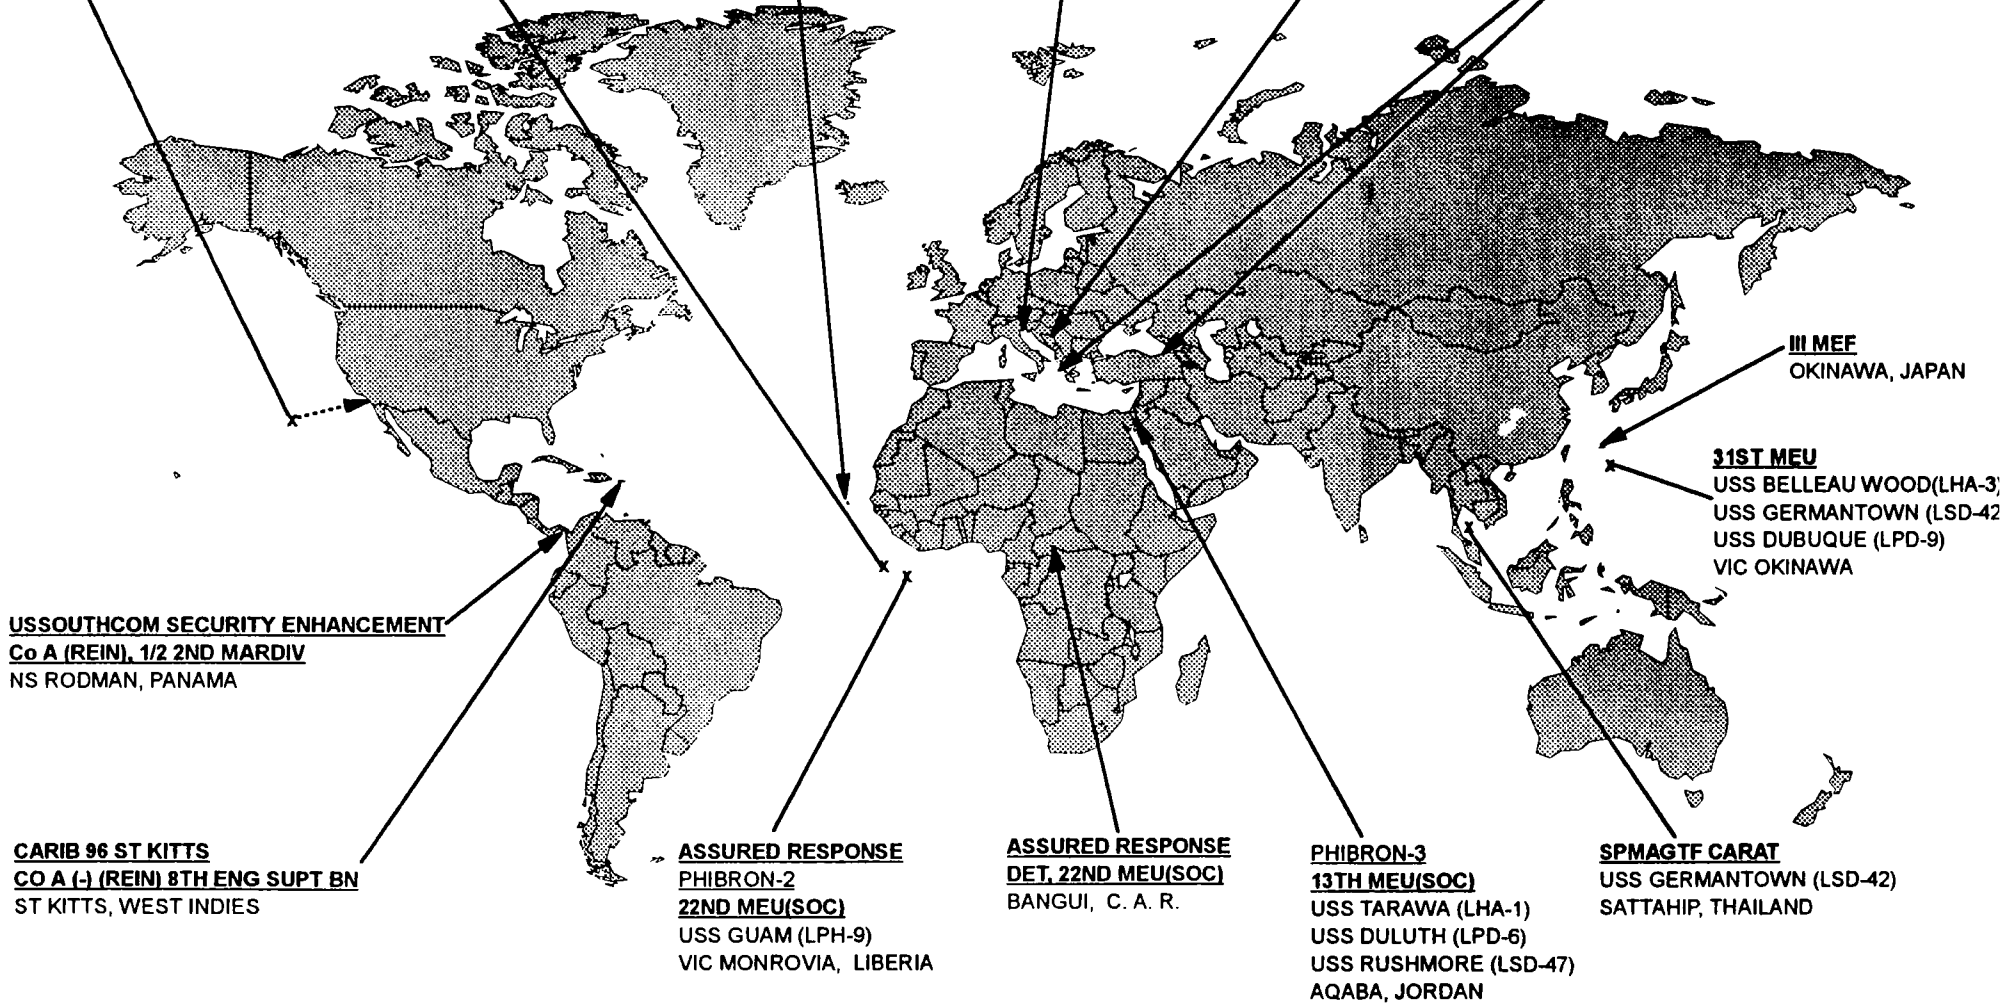 III MEF
OKINAWA, JAPAN
31ST MEU
USS BELLEAU WOOD(LHA-3)
USS GERMANTOWN (LSD-42
USS DUBUQUE (LPD-9)
VIC OKINAWA
USSOUTHCOM SECURITY ENHANCEMENT
Co A (REIN), 1/2 2ND MARDIV
NS RODMAN, PANAMA
CARIB 96 ST KITTS
CO A (-) (REIN) 8TH ENG SUPT BN
ST KITTS, WEST INDIES
ASSURED RESPONSE
PHIBRON-2
22ND MEU(SOC)
USS GUAM (LPH-9)
VIC MONROVIA, LIBERIA
ASSURED RESPONSE
DET, 22ND MEU(SOC)
BANGUI, C. A. R.
PHIBRON-3
13TH MEU(SOC)
USS TARAWA (LHA-1)
USS DULUTH (LPD-6)
USS RUSHMORE (LSD-47)
AQABA, JORDAN
SPMAGTF CARAT
USS GERMANTOWN (LSD-42)
SATTAHIP, THAILAND